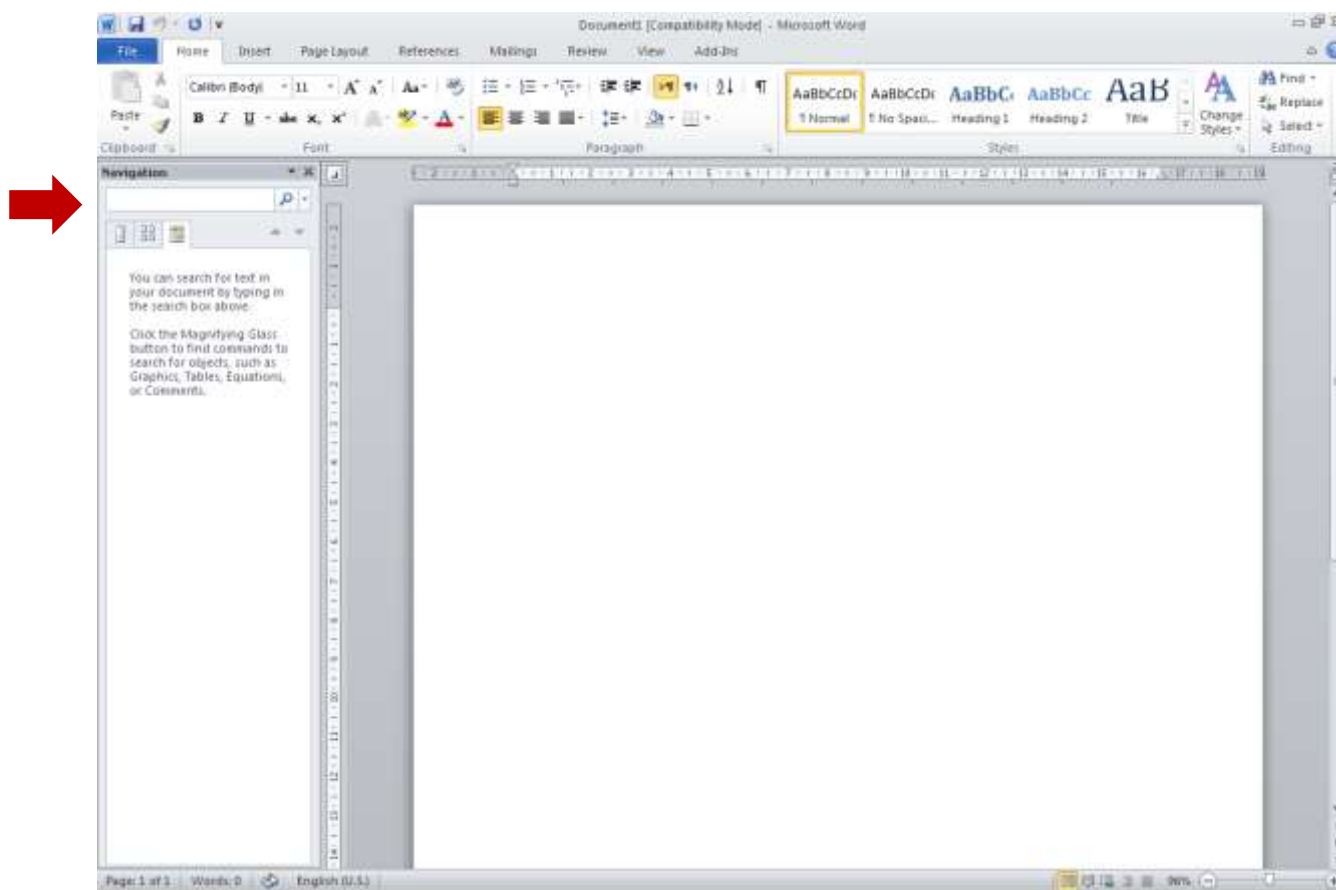 Document1 [Compatibility Mode] - Microsoft Word
File Home Insert Page Layout References Mailings Review View Add-Ins
Calibri (Body) 11 Aa
Paste
B I U abe x, x' A
AaBbCcDc AaBbCcDc AaBbC AaBbCc AaB
¶ Normal ¶ No Spaci... Heading 1 Heading 2 Title
Change Styles
Find
Replace
Select
Clipboard Font Paragraph Styles Editing
Navigation
You can search for text in
your document by typing in
the search box above.
Click the Magnifying Glass
button to find commands to
search for objects, such as
Graphics, Tables, Equations,
or Comments.
Page: 1 of 1 Words: 0 English (U.S.) 96%